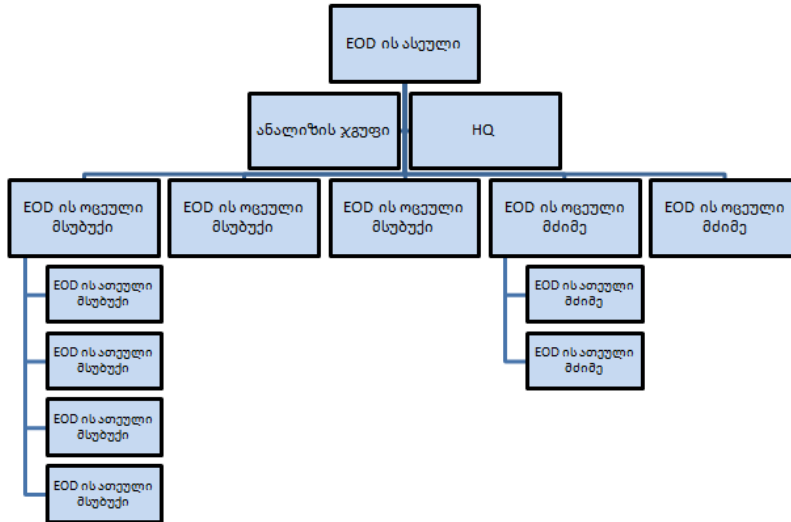 EOD ის ასეული
ანალიზის ჯგუფი
HQ
EOD ის ოცეული
მსუბუქი
EOD ის ოცეული
მსუბუქი
EOD ის ოცეული
მსუბუქი
EOD ის ოცეული
მძიმე
EOD ის ოცეული
მძიმე
EOD ის ათეული
მსუბუქი
EOD ის ათეული
მსუბუქი
EOD ის ათეული
მსუბუქი
EOD ის ათეული
მსუბუქი
EOD ის ათეული
მძიმე
EOD ის ათეული
მძიმე